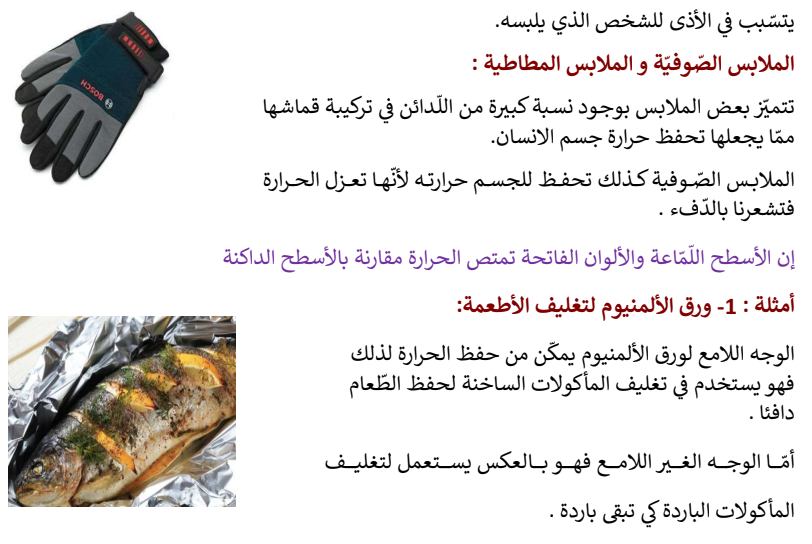 يتسّبب في الأذى للشخص الذي يلبسه.
الملابس الصّوفيّة و الملابس المطاطية :
تتميّز بعض الملابس بوجود نسبة كبيرة من اللّدائن في تركيبة قماشها
ممّا يجعلها تحفظ حرارة جسم الانسان.
الملابس الصّوفية كذلك تحفظ للجسم حرارته لأنّها تعزل الحرارة
فتشعرنا بالدّفء .
إن الأسطح اللّمّاعة والألوان الفاتحة تمتص الحرارة مقارنة بالأسطح الداكنة
أمثلة : 1- ورق الألمنيوم لتغليف الأطعمة:
الوجه اللامع لورق الألمنيوم يمكّن من حفظ الحرارة لذلك
فهو يستخدم في تغليف المأكولات الساخنة لحفظ الطّعام
دافئا .
أمّا الوجه الغير اللامع فهو بالعكس يستعمل لتغليف
المأكولات الباردة كي تبقى باردة .
BOSCH